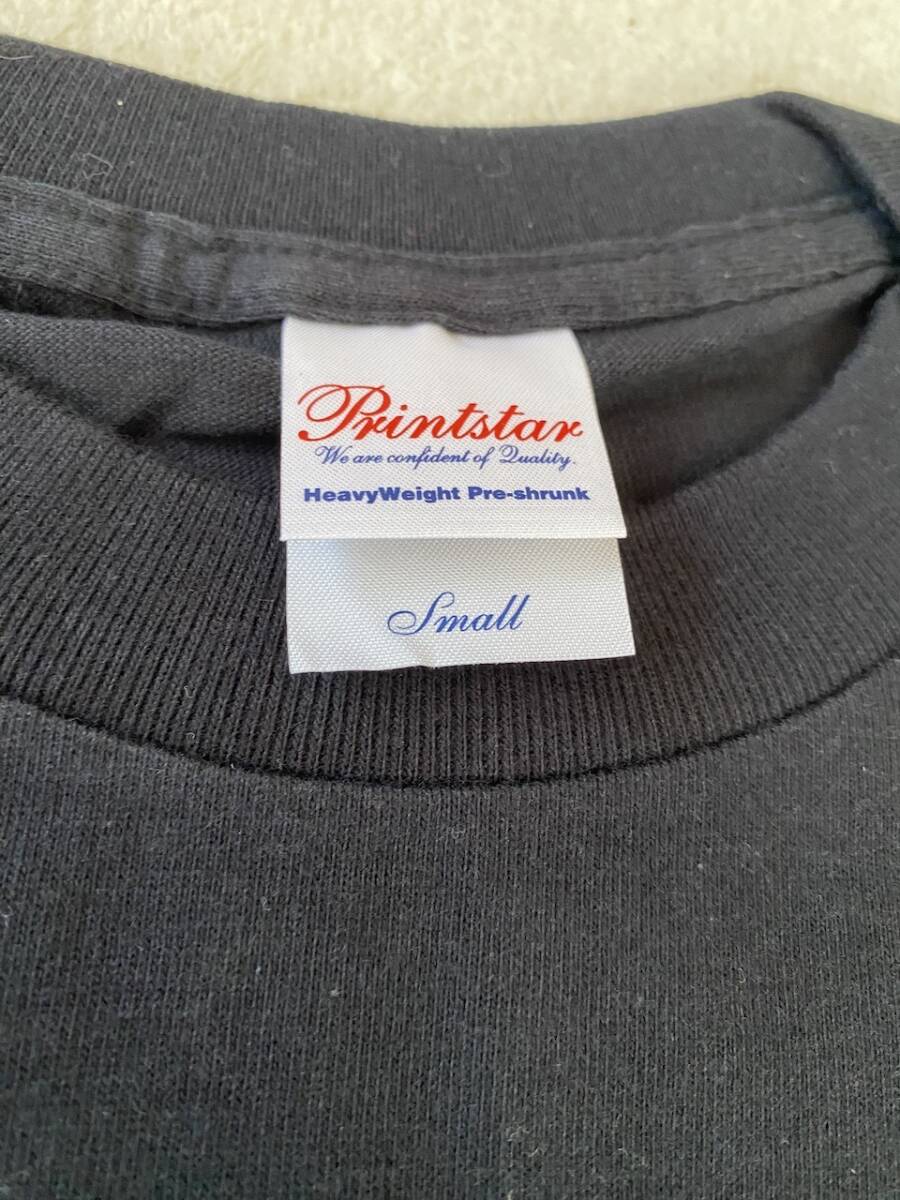 Printstar
We are confident of Quality.
HeavyWeight Pre-shrunk
Small